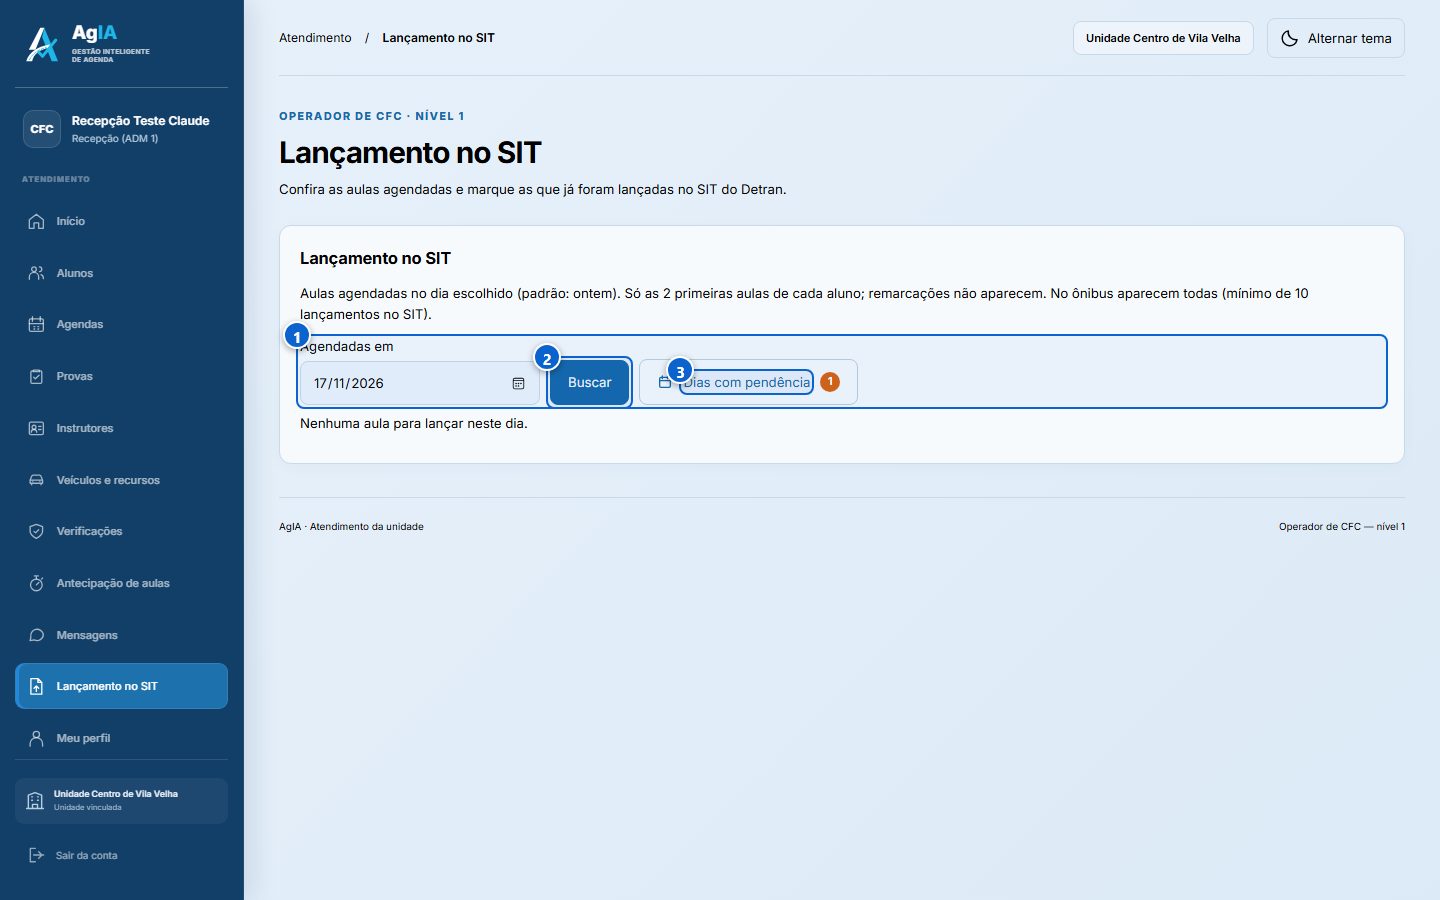 AgIA
GESTÃO INTELIGENTE
DE AGENDA
CFC
Recepção Teste Claude
Recepção (ADM 1)
ATENDIMENTO
Início
Alunos
Agendas
Provas
Instrutores
Veículos e recursos
Verificações
Antecipação de aulas
Mensagens
Lançamento no SIT
Meu perfil
Unidade Centro de Vila Velha
Unidade vinculada
Sair da conta
Atendimento / Lançamento no SIT
Unidade Centro de Vila Velha
Alternar tema
OPERADOR DE CFC · NÍVEL 1
Lançamento no SIT
Confira as aulas agendadas e marque as que já foram lançadas no SIT do Detran.
Lançamento no SIT
Aulas agendadas no dia escolhido (padrão: ontem). Só as 2 primeiras aulas de cada aluno; remarcações não aparecem. No ônibus aparecem todas (mínimo de 10
lançamentos no SIT).
1
Agendadas em
17/11/2026
2
Buscar
3
Dias com pendência 1
Nenhuma aula para lançar neste dia.
AgIA · Atendimento da unidade
Operador de CFC — nível 1